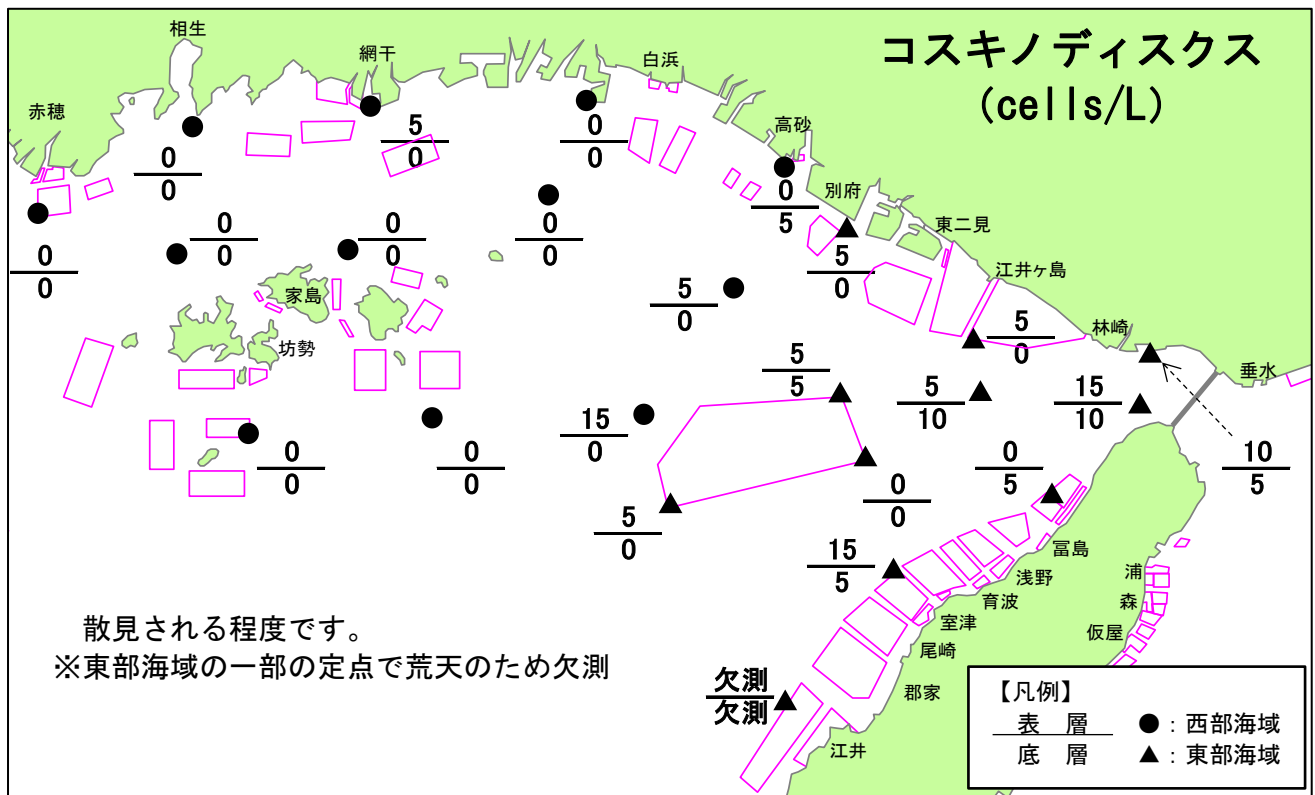 コスキノディスクス
(cells/L)
相生
網干
白浜
赤穂
高砂
別府
東二見
江井ヶ島
林崎
垂水
家島
坊勢
5
0
0
0
0
0
0
5
0
0
0
0
0
0
0
0
5
0
0
0
5
0
5
0
5
5
5
10
15
10
15
0
10
5
0
0
0
0
0
5
0
0
5
0
15
5
欠測
欠測
冨島
浅野
育波
室津
尾崎
郡家
江井
浦
森
仮屋
散見される程度です。
※東部海域の一部の定点で荒天のため欠測
【凡例】
表 層
底 層
●：西部海域
▲：東部海域